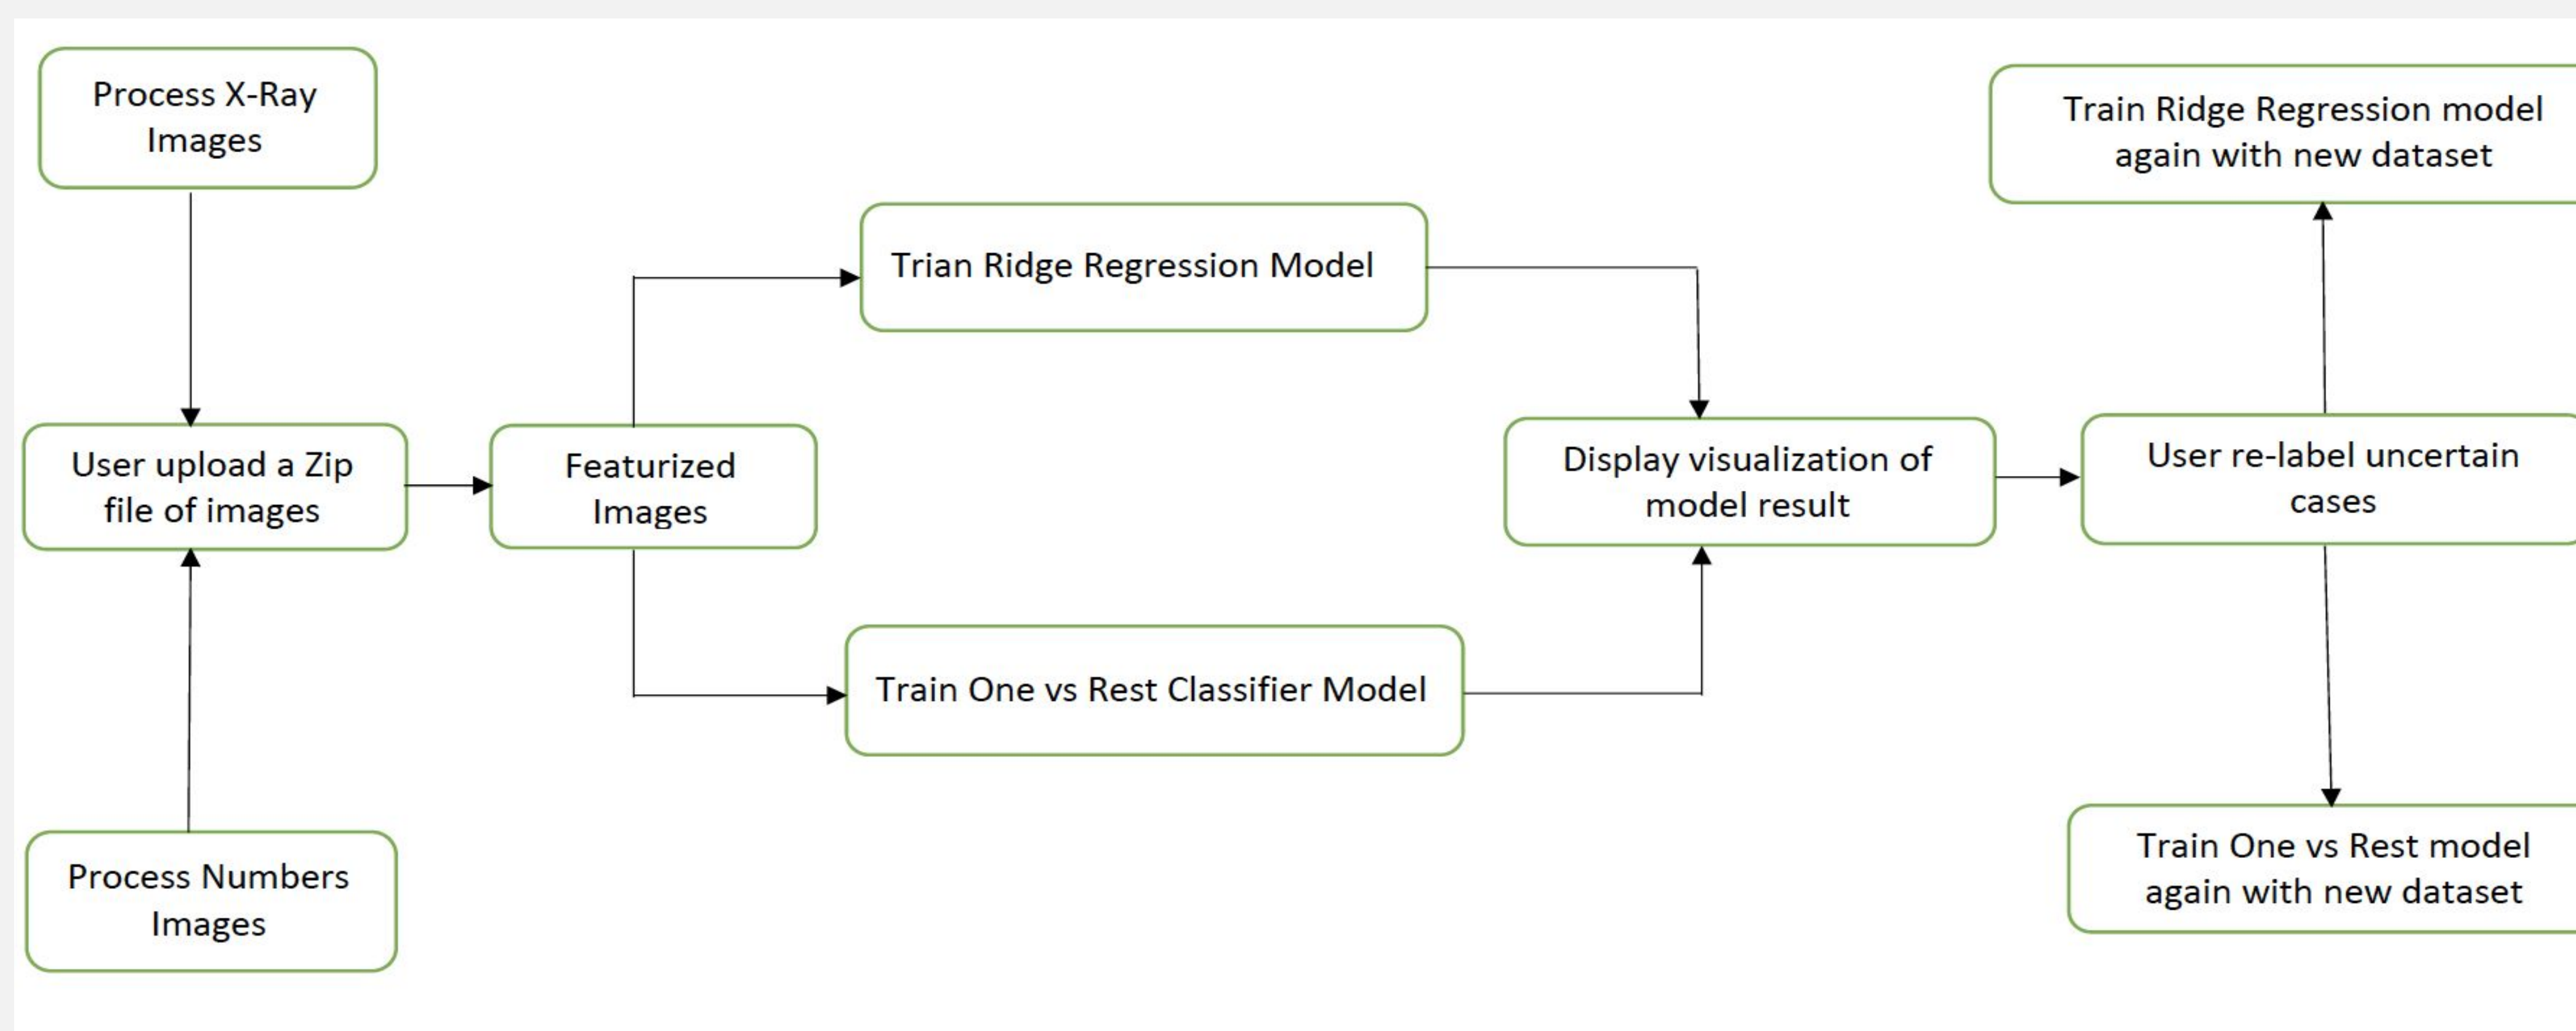 Process X-Ray
Images
Train Ridge Regression model
again with new dataset
Trian Ridge Regression Model
User upload a Zip
file of images
Featurized
Images
Display visualization of
model result
User re-label uncertain
cases
Train One vs Rest Classifier Model
Process Numbers
Images
Train One vs Rest model
again with new dataset